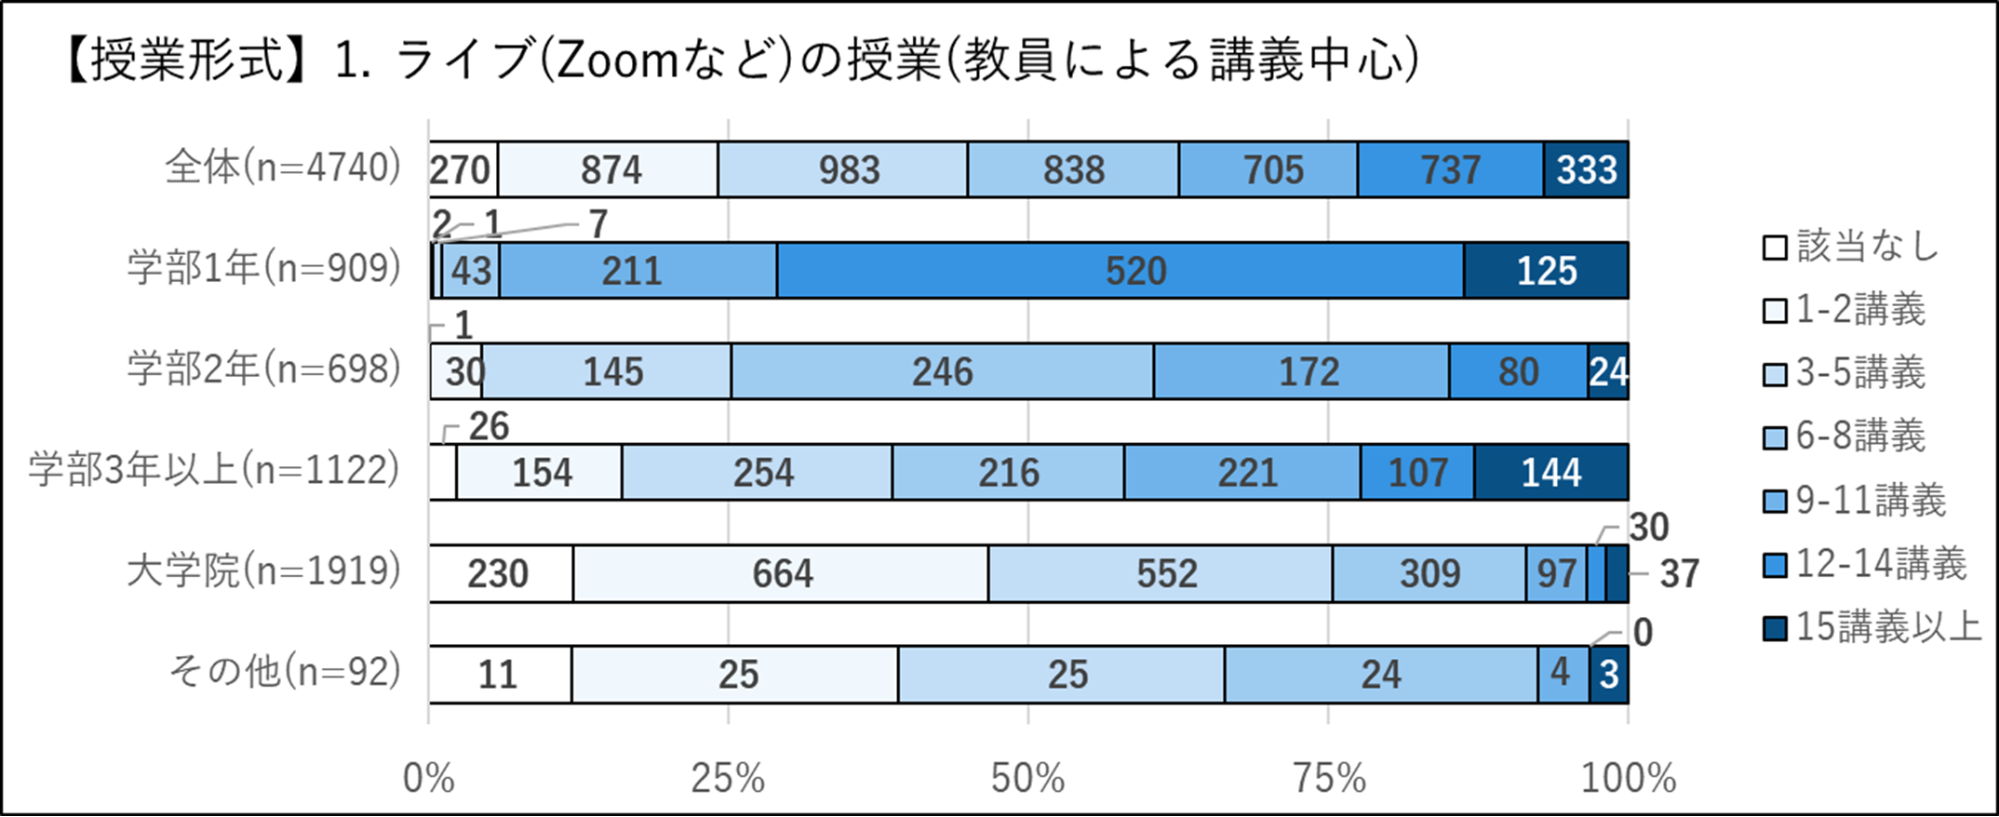 【授業形式】1. ライブ(Zoomなど)の授業(教員による講義中心)
全体(n=4740) 270 874 983 838 705 737 333
2 1 7
学部1年(n=909) 43 211 520 125
1
学部2年(n=698) 30 145 246 172 80 24
26
学部3年以上(n=1122) 154 254 216 221 107 144
30
大学院(n=1919) 230 664 552 309 97 37
0
その他(n=92) 11 25 25 24 4 3
0% 25% 50% 75% 100%
該当なし
1-2講義
3-5講義
6-8講義
9-11講義
12-14講義
15講義以上